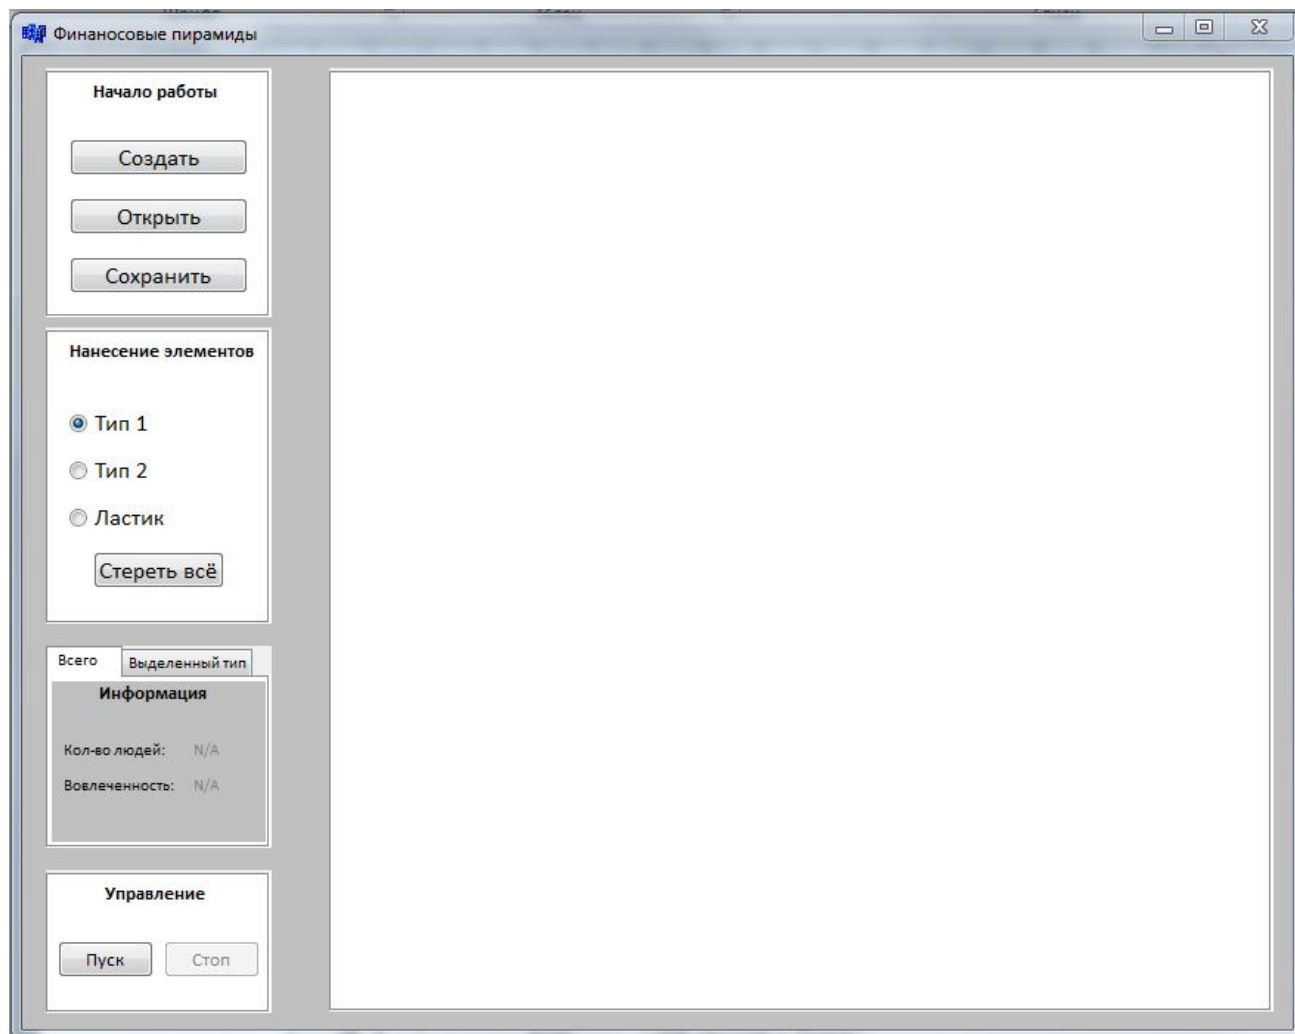 Финаносовые пирамиды
Начало работы
Создать
Открыть
Сохранить
Нанесение элементов
Тип 1
Тип 2
Ластик
Стереть всё
Всего Выделенный тип
Информация
Кол-во людей: N/A
Вовлеченность: N/A
Управление
Пуск Стоп